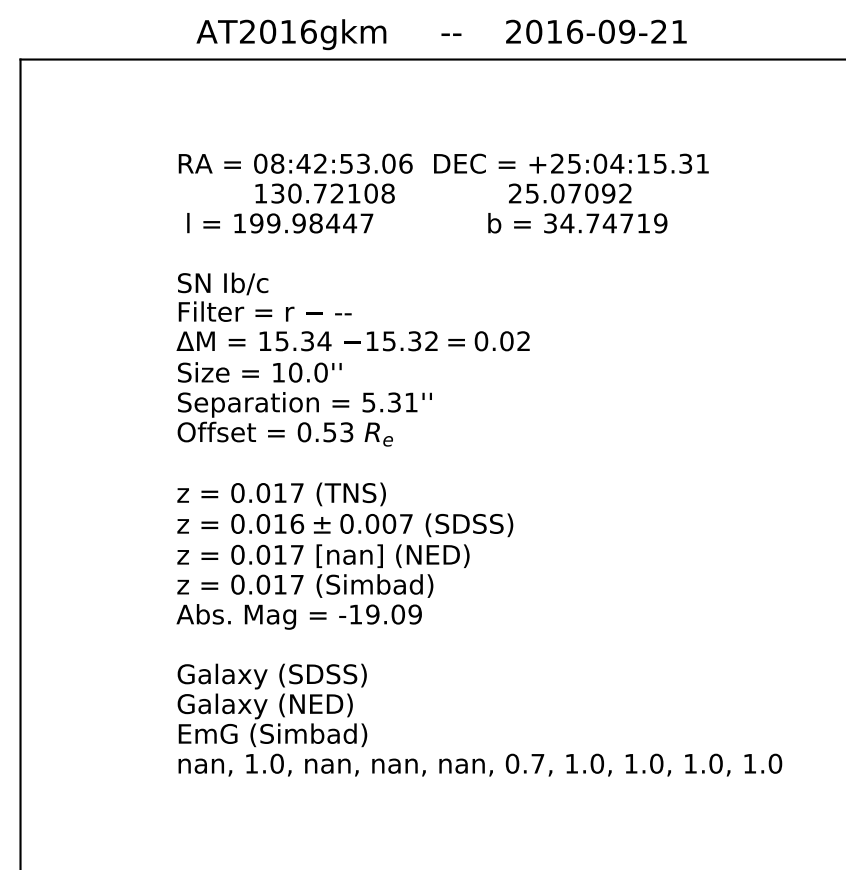 AT2016gkm -- 2016-09-21
RA = 08:42:53.06 DEC = +25:04:15.31
130.72108 25.07092
l = 199.98447 b = 34.74719
SN Ib/c
Filter = r − --
ΔM = 15.34 −15.32 = 0.02
Size = 10.0''
Separation = 5.31''
Offset = 0.53 Rₑ
z = 0.017 (TNS)
z = 0.016 ± 0.007 (SDSS)
z = 0.017 [nan] (NED)
z = 0.017 (Simbad)
Abs. Mag = -19.09
Galaxy (SDSS)
Galaxy (NED)
EmG (Simbad)
nan, 1.0, nan, nan, nan, 0.7, 1.0, 1.0, 1.0, 1.0